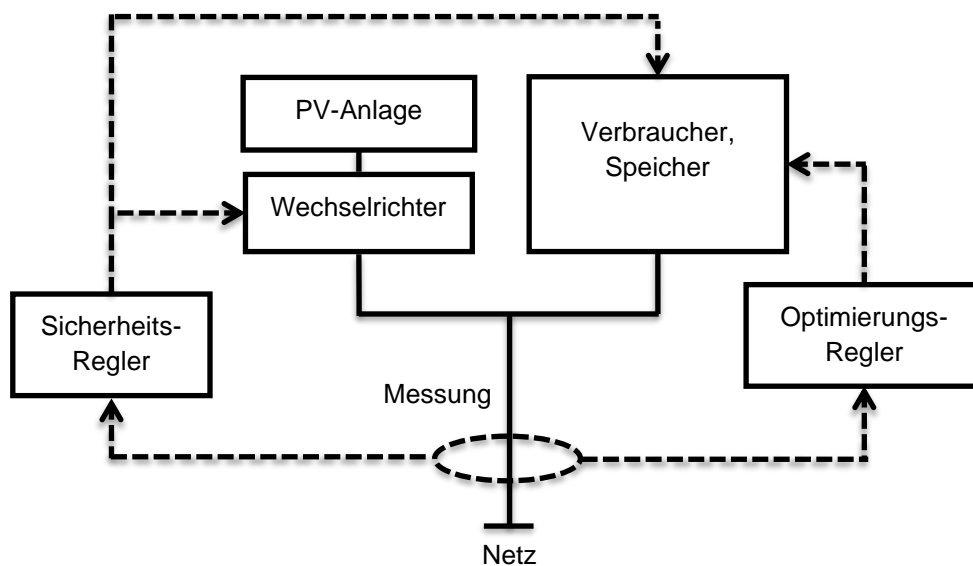 PV-Anlage
Wechselrichter
Verbraucher,
Speicher
Sicherheits-
Regler
Optimierungs-
Regler
Messung
Netz